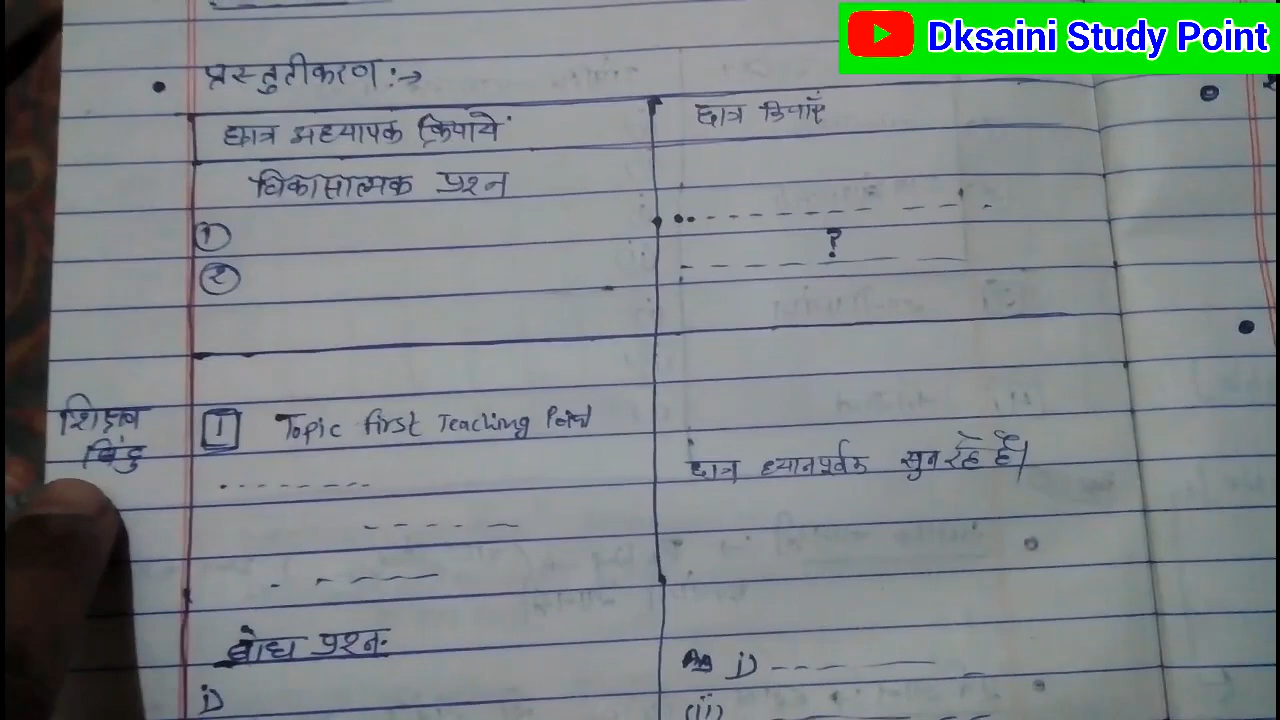 Dksaini Study Point
• प्रस्तुतीकरण :→
छात्र अध्यापक क्रियायें
छात्र क्रियाएँ
विकासात्मक प्रश्न
①
②
?
शिक्षण
बिंदु
1 Topic first Teaching Point
छात्र ध्यानपूर्वक सुन रहे हैं।
बोध प्रश्न
i)
i)
(ii)